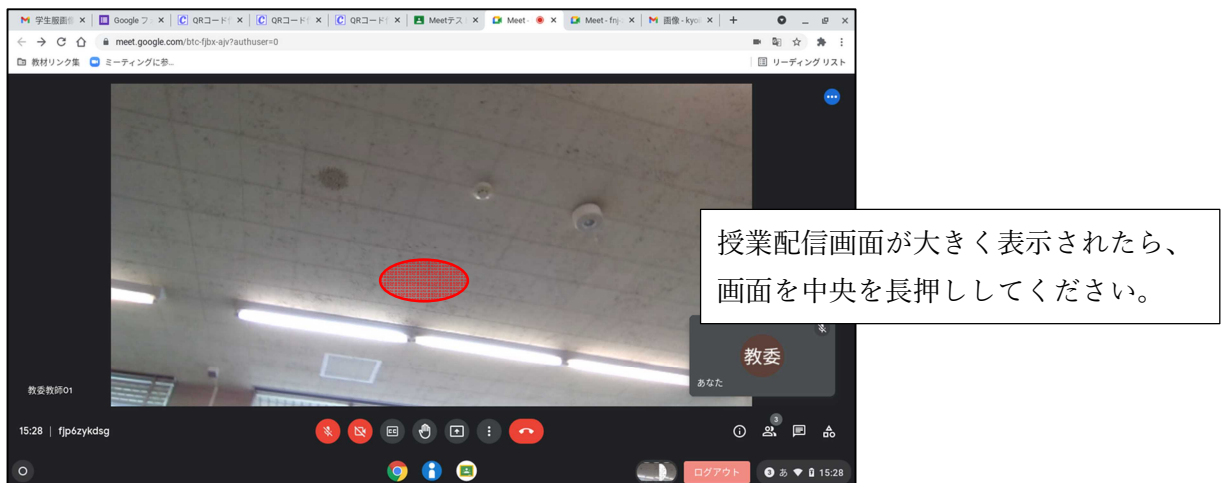 学生服画像
Google フ
QRコード
QRコード
QRコード
Meetテス
Meet -
Meet - fnj-
画像 - kyoi
meet.google.com/btc-fjbx-ajv?authuser=0
教材リンク集
ミーティングに参...
リーディング リスト
授業配信画面が大きく表示されたら、
画面を中央を長押ししてください。
教委
あなた
教委教師01
15:28 | fjp6zykdsg
CC
3
ログアウト
3 あ 15:28